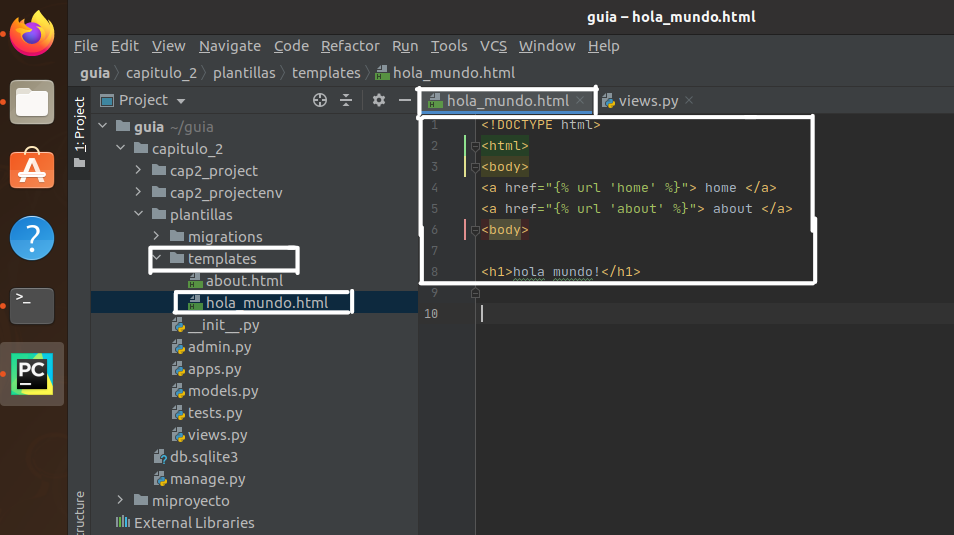 guia – hola_mundo.html
File Edit View Navigate Code Refactor Run Tools VCS Window Help
guia capitulo_2 plantillas templates hola_mundo.html
1: Project
Project
hola_mundo.html
views.py
guia ~/guia
capitulo_2
cap2_project
cap2_projectenv
plantillas
migrations
templates
about.html
hola_mundo.html
__init__.py
admin.py
apps.py
models.py
tests.py
views.py
db.sqlite3
manage.py
miproyecto
External Libraries
ructure
1 <!DOCTYPE html>
2 <html>
3 <body>
4 <a href="{% url 'home' %}"> home </a>
5 <a href="{% url 'about' %}"> about </a>
6 <body>
7
8 <h1>hola mundo!</h1>
9
10